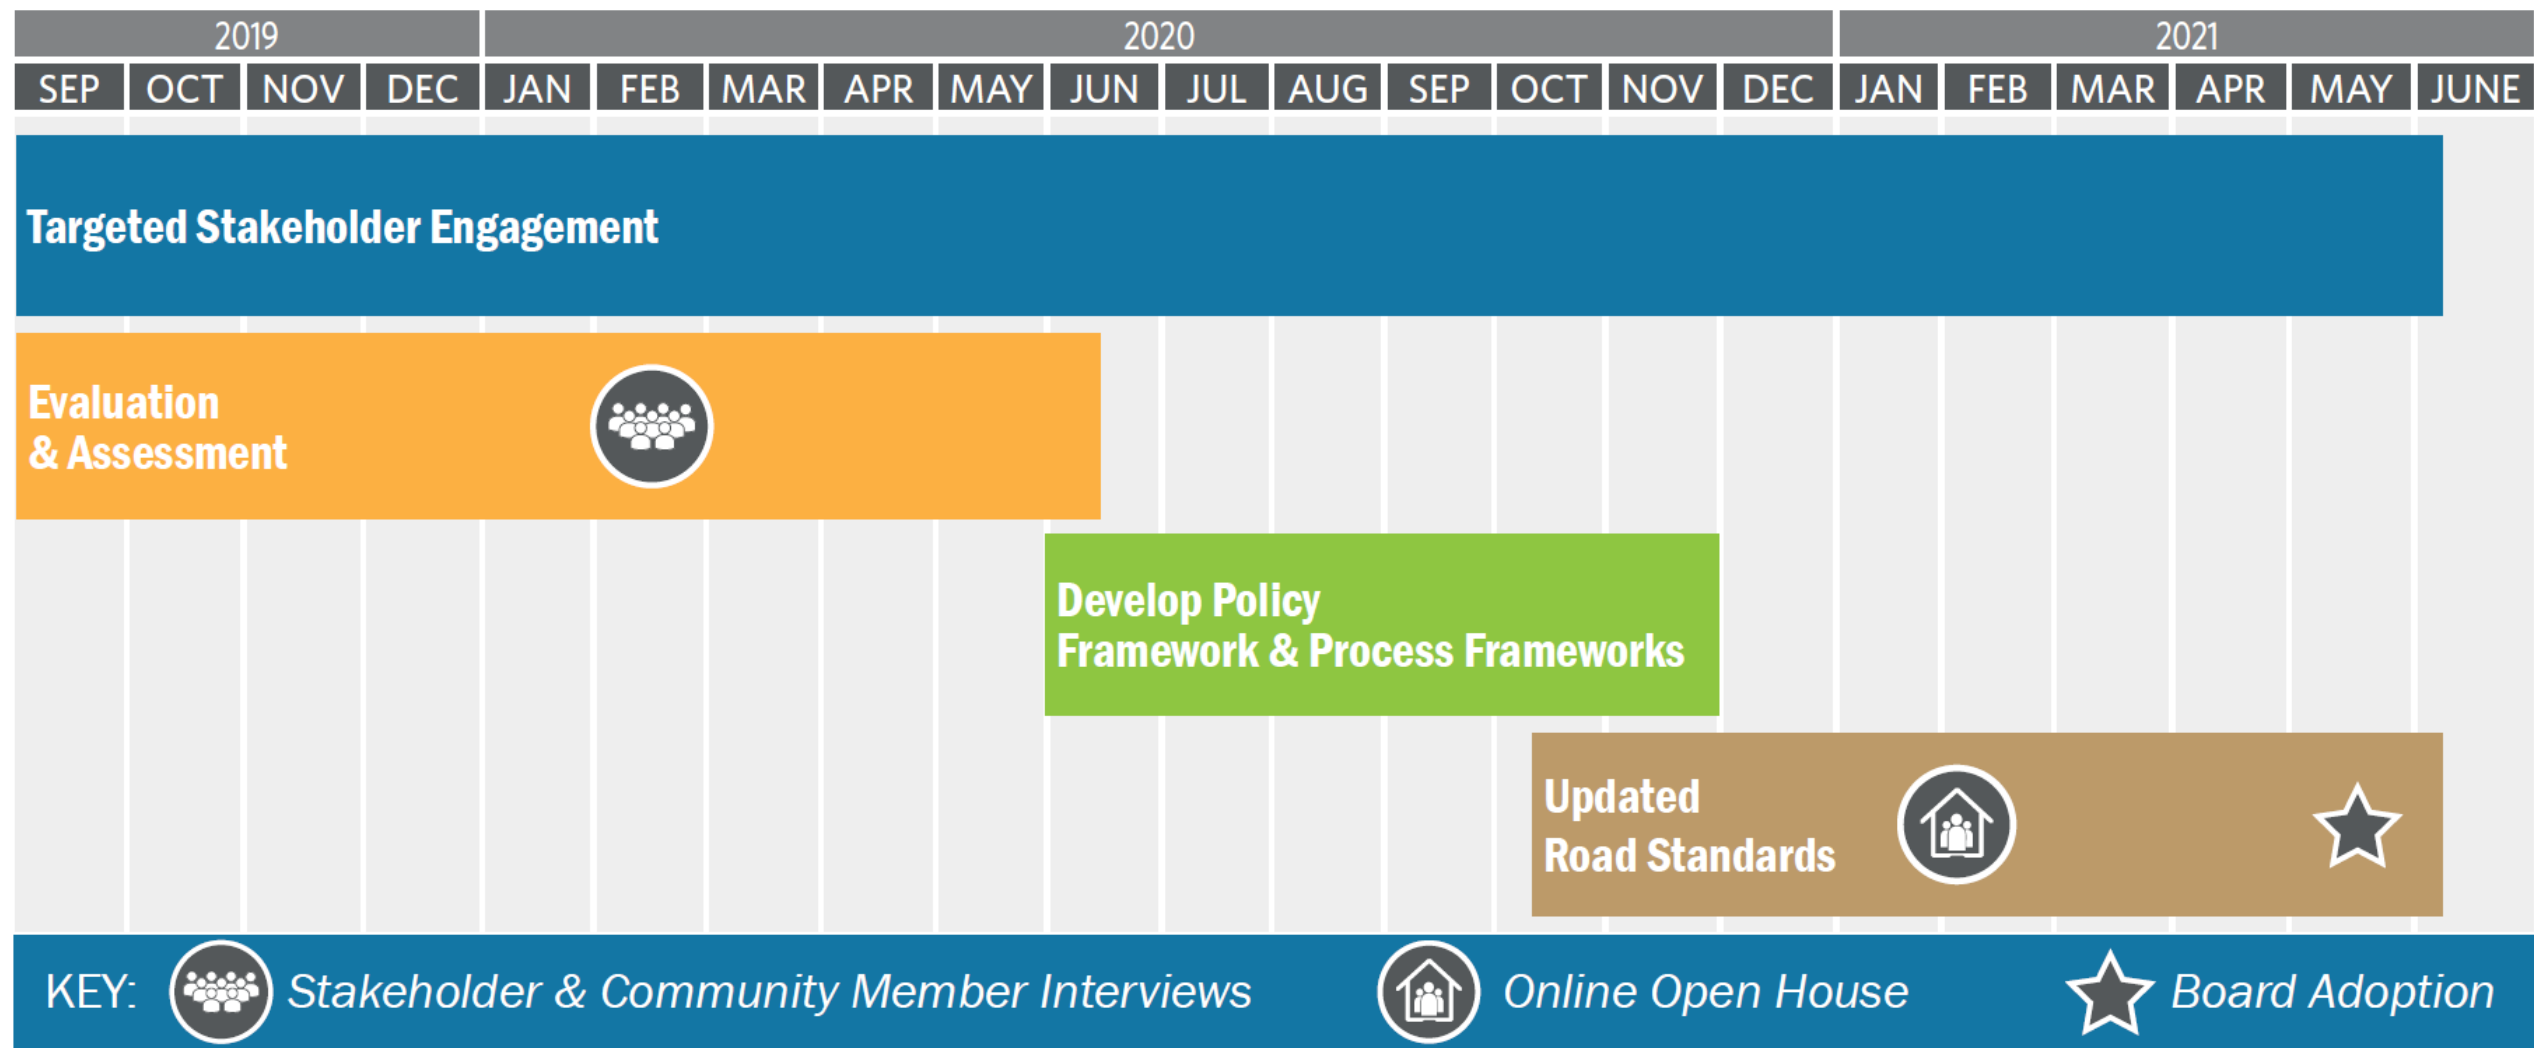 2019 2020 2021
SEP OCT NOV DEC JAN FEB MAR APR MAY JUN JUL AUG SEP OCT NOV DEC JAN FEB MAR APR MAY JUNE
Targeted Stakeholder Engagement
Evaluation
& Assessment
Develop Policy
Framework & Process Frameworks
Updated
Road Standards
KEY: Stakeholder & Community Member Interviews Online Open House Board Adoption